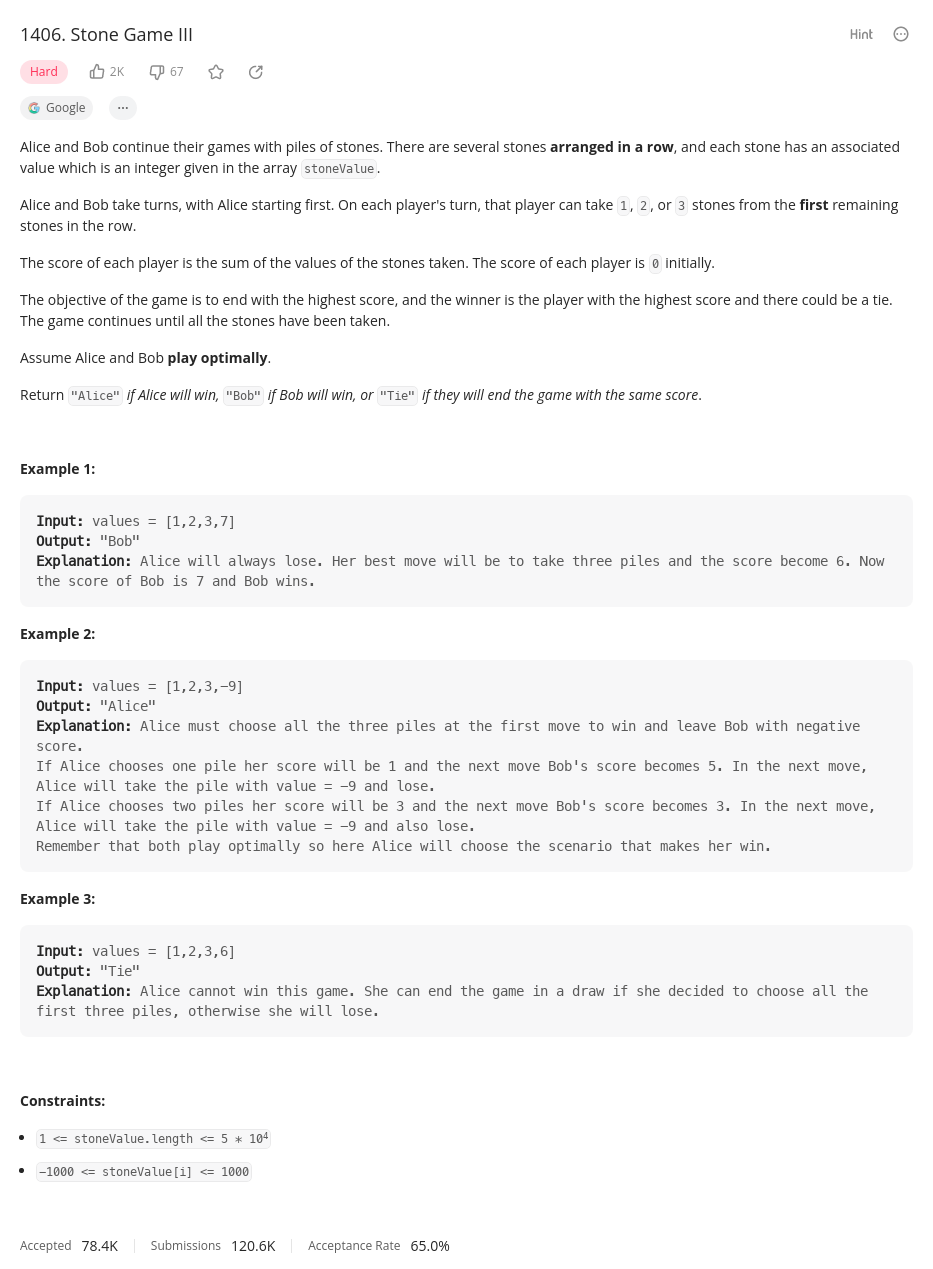 1406. Stone Game III
Hint
Hard
2K
67
Google
Alice and Bob continue their games with piles of stones. There are several stones arranged in a row, and each stone has an associated
value which is an integer given in the array stoneValue.
Alice and Bob take turns, with Alice starting first. On each player's turn, that player can take 1, 2, or 3 stones from the first remaining
stones in the row.
The score of each player is the sum of the values of the stones taken. The score of each player is 0 initially.
The objective of the game is to end with the highest score, and the winner is the player with the highest score and there could be a tie.
The game continues until all the stones have been taken.
Assume Alice and Bob play optimally.
Return "Alice" if Alice will win, "Bob" if Bob will win, or "Tie" if they will end the game with the same score.
Example 1:
Input: values = [1,2,3,7]
Output: "Bob"
Explanation: Alice will always lose. Her best move will be to take three piles and the score become 6. Now
the score of Bob is 7 and Bob wins.
Example 2:
Input: values = [1,2,3,-9]
Output: "Alice"
Explanation: Alice must choose all the three piles at the first move to win and leave Bob with negative
score.
If Alice chooses one pile her score will be 1 and the next move Bob's score becomes 5. In the next move,
Alice will take the pile with value = -9 and lose.
If Alice chooses two piles her score will be 3 and the next move Bob's score becomes 3. In the next move,
Alice will take the pile with value = -9 and also lose.
Remember that both play optimally so here Alice will choose the scenario that makes her win.
Example 3:
Input: values = [1,2,3,6]
Output: "Tie"
Explanation: Alice cannot win this game. She can end the game in a draw if she decided to choose all the
first three piles, otherwise she will lose.
Constraints:
• 1 <= stoneValue.length <= 5 * 10⁴
• -1000 <= stoneValue[i] <= 1000
Accepted 78.4K Submissions 120.6K Acceptance Rate 65.0%